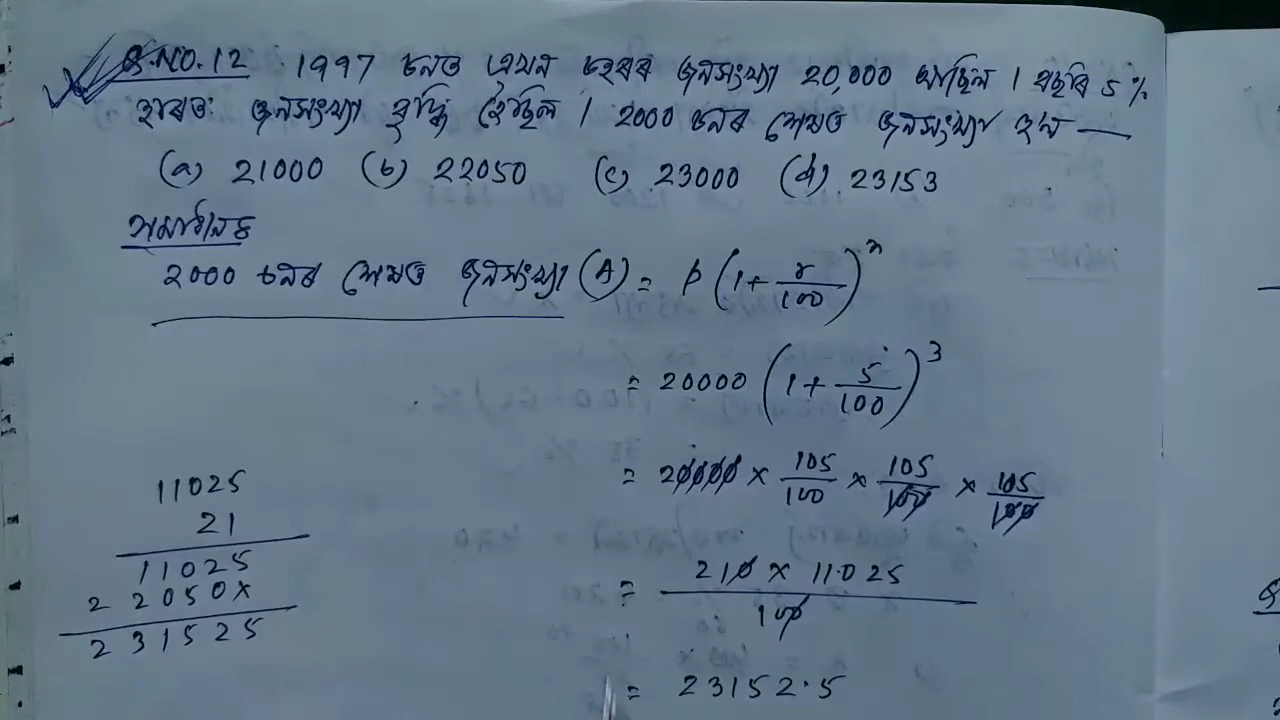 Q.NO.12 1997 চনত এখন চহৰৰ জনসংখ্যা 20,000 আছিল । বছৰি 5%
হাৰত: জনসংখ্যা বৃদ্ধি হৈছিল । 2000 চনৰ শেষত জনসংখ্যা হ'ব —
(a) 21000 (b) 22050 (c) 23000 (d) 23153
সমাধানঃ
2000 চনৰ শেষত জনসংখ্যা (A) = P(1+r/100)^n
= 20000 (1+5/100)^3
= 20000 × 105/100 × 105/100 × 105/100
11025
21
11025
22050×
231525
= 210 × 11025/100
= 23152.5